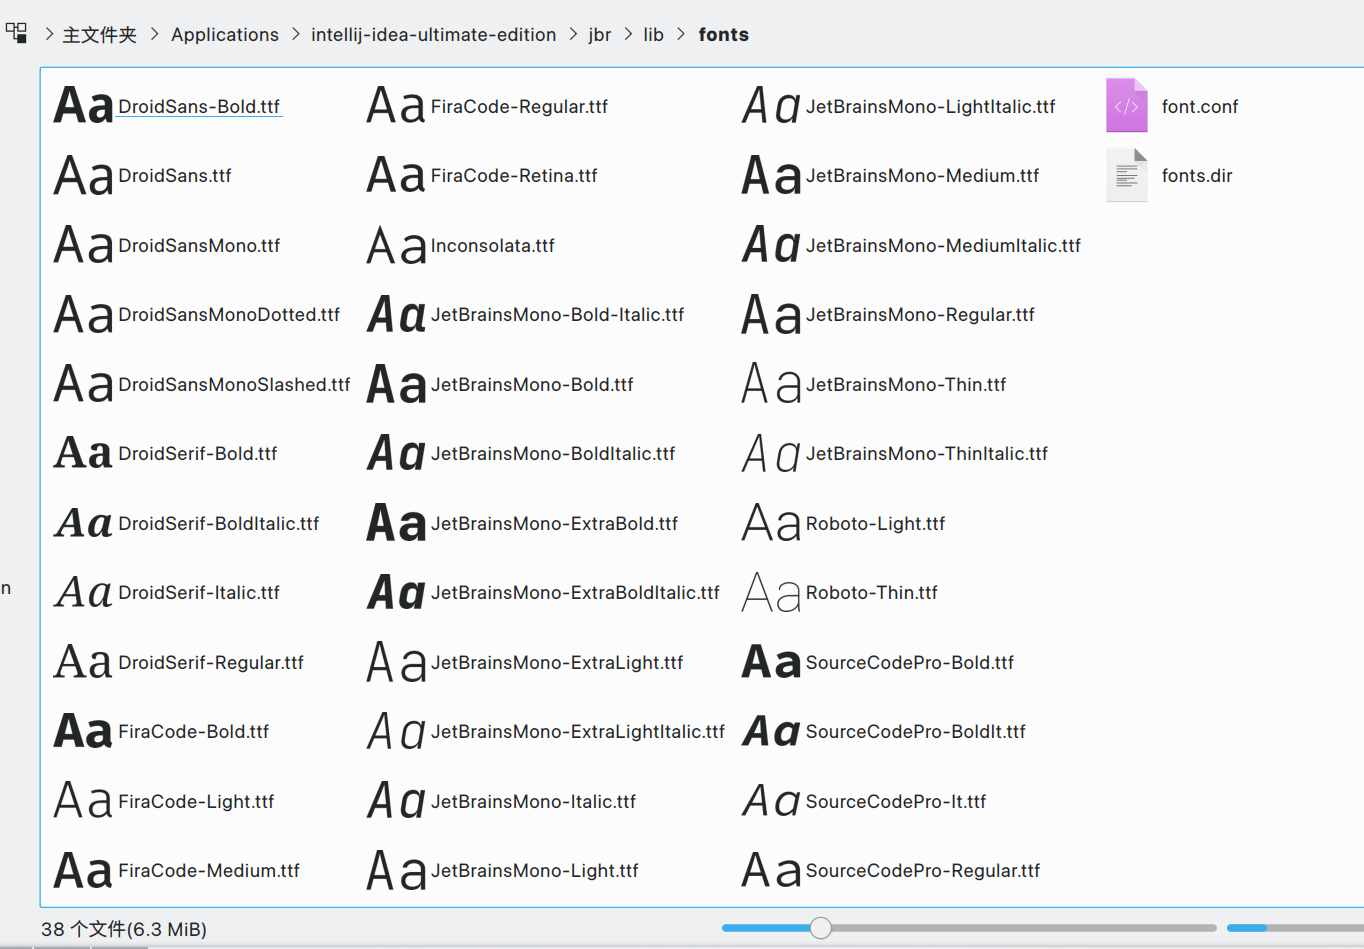 主文件夹 > Applications > intellij-idea-ultimate-edition > jbr > lib > fonts
Aa DroidSans-Bold.ttf
Aa DroidSans.ttf
Aa DroidSansMono.ttf
Aa DroidSansMonoDotted.ttf
Aa DroidSansMonoSlashed.ttf
Aa DroidSerif-Bold.ttf
Aa DroidSerif-BoldItalic.ttf
Aa DroidSerif-Italic.ttf
Aa DroidSerif-Regular.ttf
Aa FiraCode-Bold.ttf
Aa FiraCode-Light.ttf
Aa FiraCode-Medium.ttf
Aa FiraCode-Regular.ttf
Aa FiraCode-Retina.ttf
Aa Inconsolata.ttf
Aa JetBrainsMono-Bold-Italic.ttf
Aa JetBrainsMono-Bold.ttf
Aa JetBrainsMono-BoldItalic.ttf
Aa JetBrainsMono-ExtraBold.ttf
Aa JetBrainsMono-ExtraBoldItalic.ttf
Aa JetBrainsMono-ExtraLight.ttf
Aa JetBrainsMono-ExtraLightItalic.ttf
Aa JetBrainsMono-Italic.ttf
Aa JetBrainsMono-Light.ttf
Aa JetBrainsMono-LightItalic.ttf
Aa JetBrainsMono-Medium.ttf
Aa JetBrainsMono-MediumItalic.ttf
Aa JetBrainsMono-Regular.ttf
Aa JetBrainsMono-Thin.ttf
Aa JetBrainsMono-ThinItalic.ttf
Aa Roboto-Light.ttf
Aa Roboto-Thin.ttf
Aa SourceCodePro-Bold.ttf
Aa SourceCodePro-BoldIt.ttf
Aa SourceCodePro-It.ttf
Aa SourceCodePro-Regular.ttf
</> font.conf
fonts.dir
n
38 个文件(6.3 MiB)